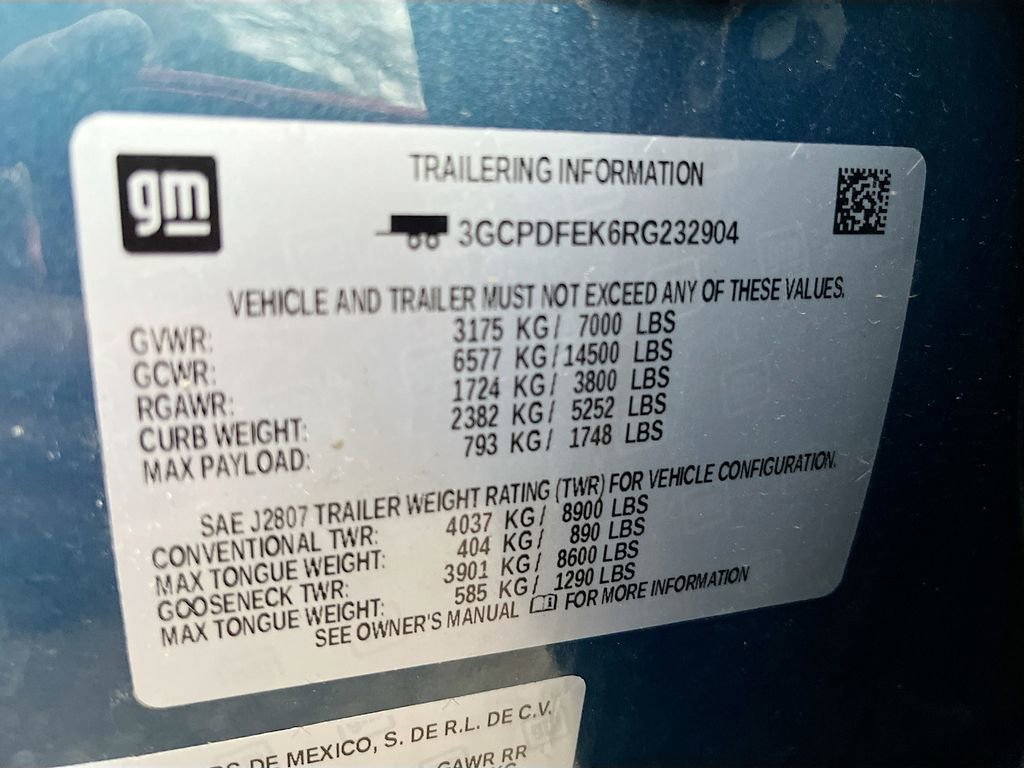 gm
TRAILERING INFORMATION
3GCPDFEK6RG232904
VEHICLE AND TRAILER MUST NOT EXCEED ANY OF THESE VALUES.
GVWR: 3175 KG/ 7000 LBS
GCWR: 6577 KG/14500 LBS
RGAWR: 1724 KG/ 3800 LBS
CURB WEIGHT: 2382 KG/ 5252 LBS
MAX PAYLOAD: 793 KG/ 1748 LBS
SAE J2807 TRAILER WEIGHT RATING (TWR) FOR VEHICLE CONFIGURATION.
CONVENTIONAL TWR: 4037 KG/ 8900 LBS
MAX TONGUE WEIGHT: 404 KG/ 890 LBS
GOOSENECK TWR: 3901 KG/ 8600 LBS
MAX TONGUE WEIGHT: 585 KG/ 1290 LBS
SEE OWNER'S MANUAL FOR MORE INFORMATION
DE MEXICO, S. DE R.L. DE C.V.
GAWR RR